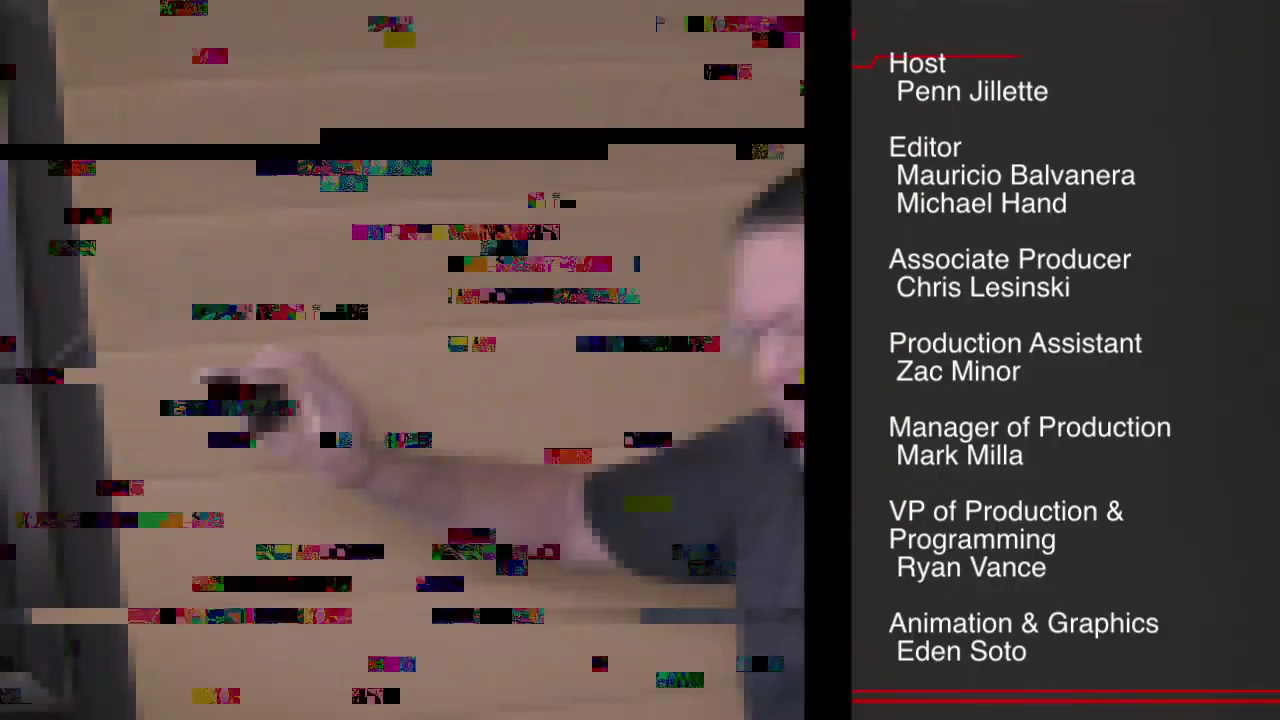 Host
Penn Jillette
Editor
Mauricio Balvanera
Michael Hand
Associate Producer
Chris Lesinski
Production Assistant
Zac Minor
Manager of Production
Mark Milla
VP of Production &
Programming
Ryan Vance
Animation & Graphics
Eden Soto